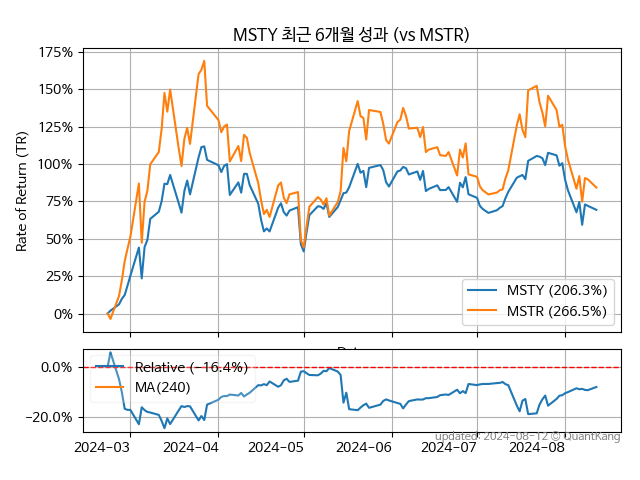 MSTY 최근 6개월 성과 (vs MSTR)
175%
150%
125%
100%
75%
50%
25%
0%
Rate of Return (TR)
MSTY (206.3%)
MSTR (266.5%)
0.0%
−20.0%
Relative (−16.4%)
MA(240)
2024−03
2024−04
2024−05
2024−06
2024−07
2024−08
updated: 2024-08-12 © QuantKang